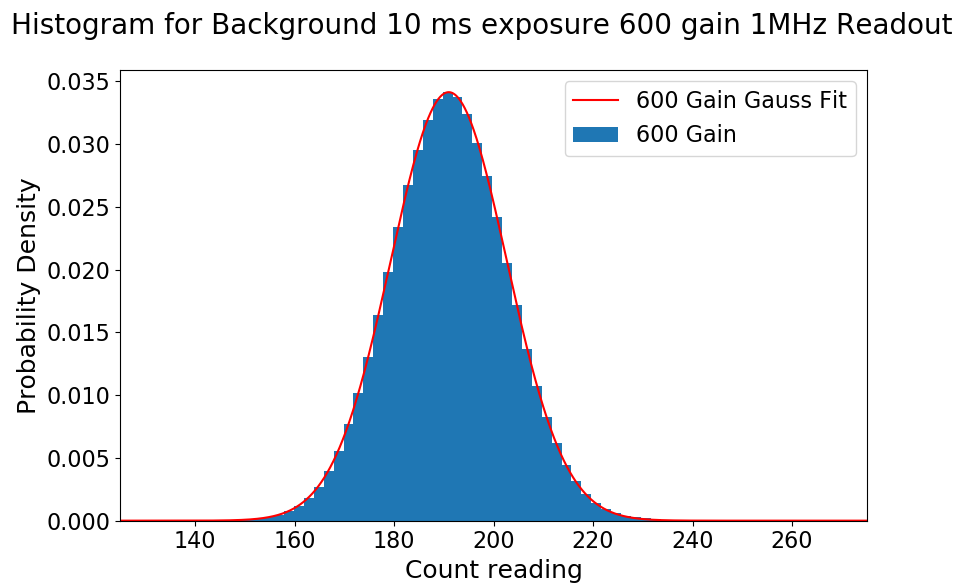 Histogram for Background 10 ms exposure 600 gain 1MHz Readout
600 Gain Gauss Fit
600 Gain
Probability Density
0.035
0.030
0.025
0.020
0.015
0.010
0.005
0.000
140 160 180 200 220 240 260
Count reading